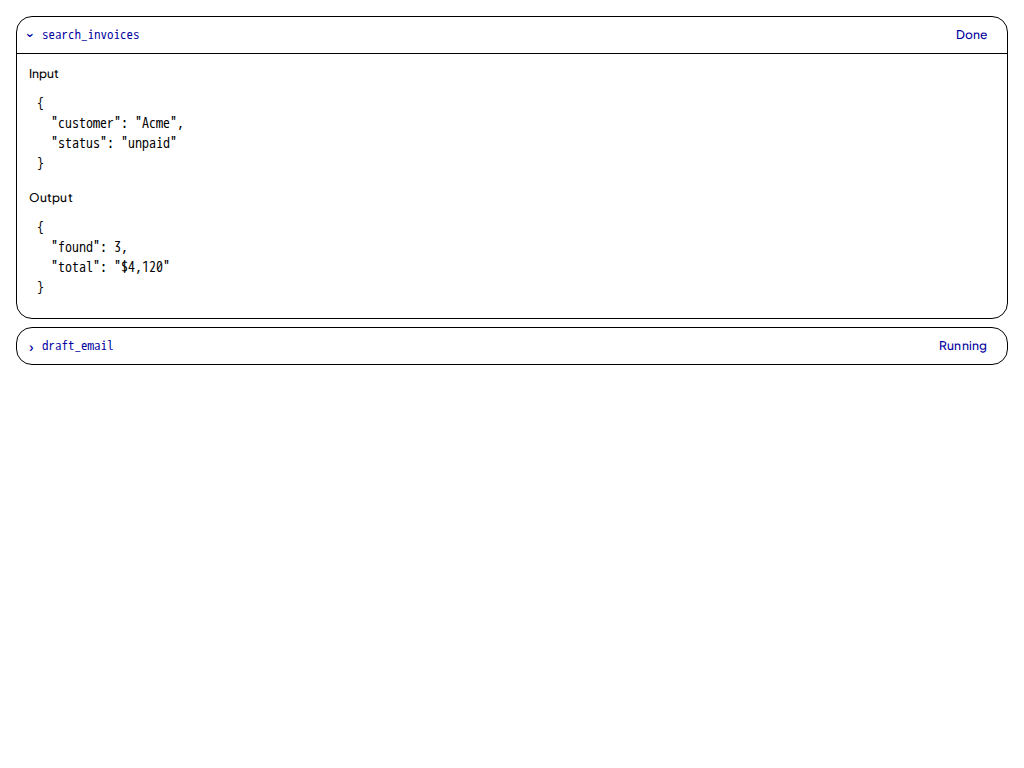 search_invoices Done
Input
{
  "customer": "Acme",
  "status": "unpaid"
}
Output
{
  "found": 3,
  "total": "$4,120"
}
draft_email Running